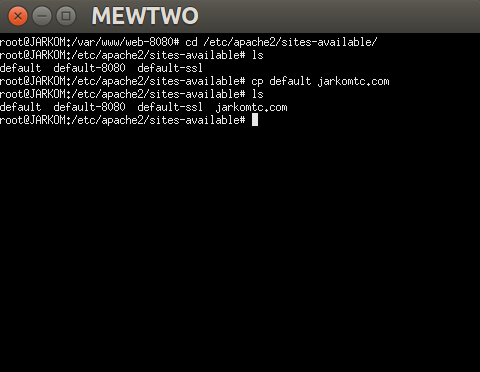 MEWTWO
root@JARKOM:/var/www/web-8080# cd /etc/apache2/sites-available/
root@JARKOM:/etc/apache2/sites-available# ls
default  default-8080  default-ssl
root@JARKOM:/etc/apache2/sites-available# cp default jarkomtc.com
root@JARKOM:/etc/apache2/sites-available# ls
default  default-8080  default-ssl  jarkomtc.com
root@JARKOM:/etc/apache2/sites-available#